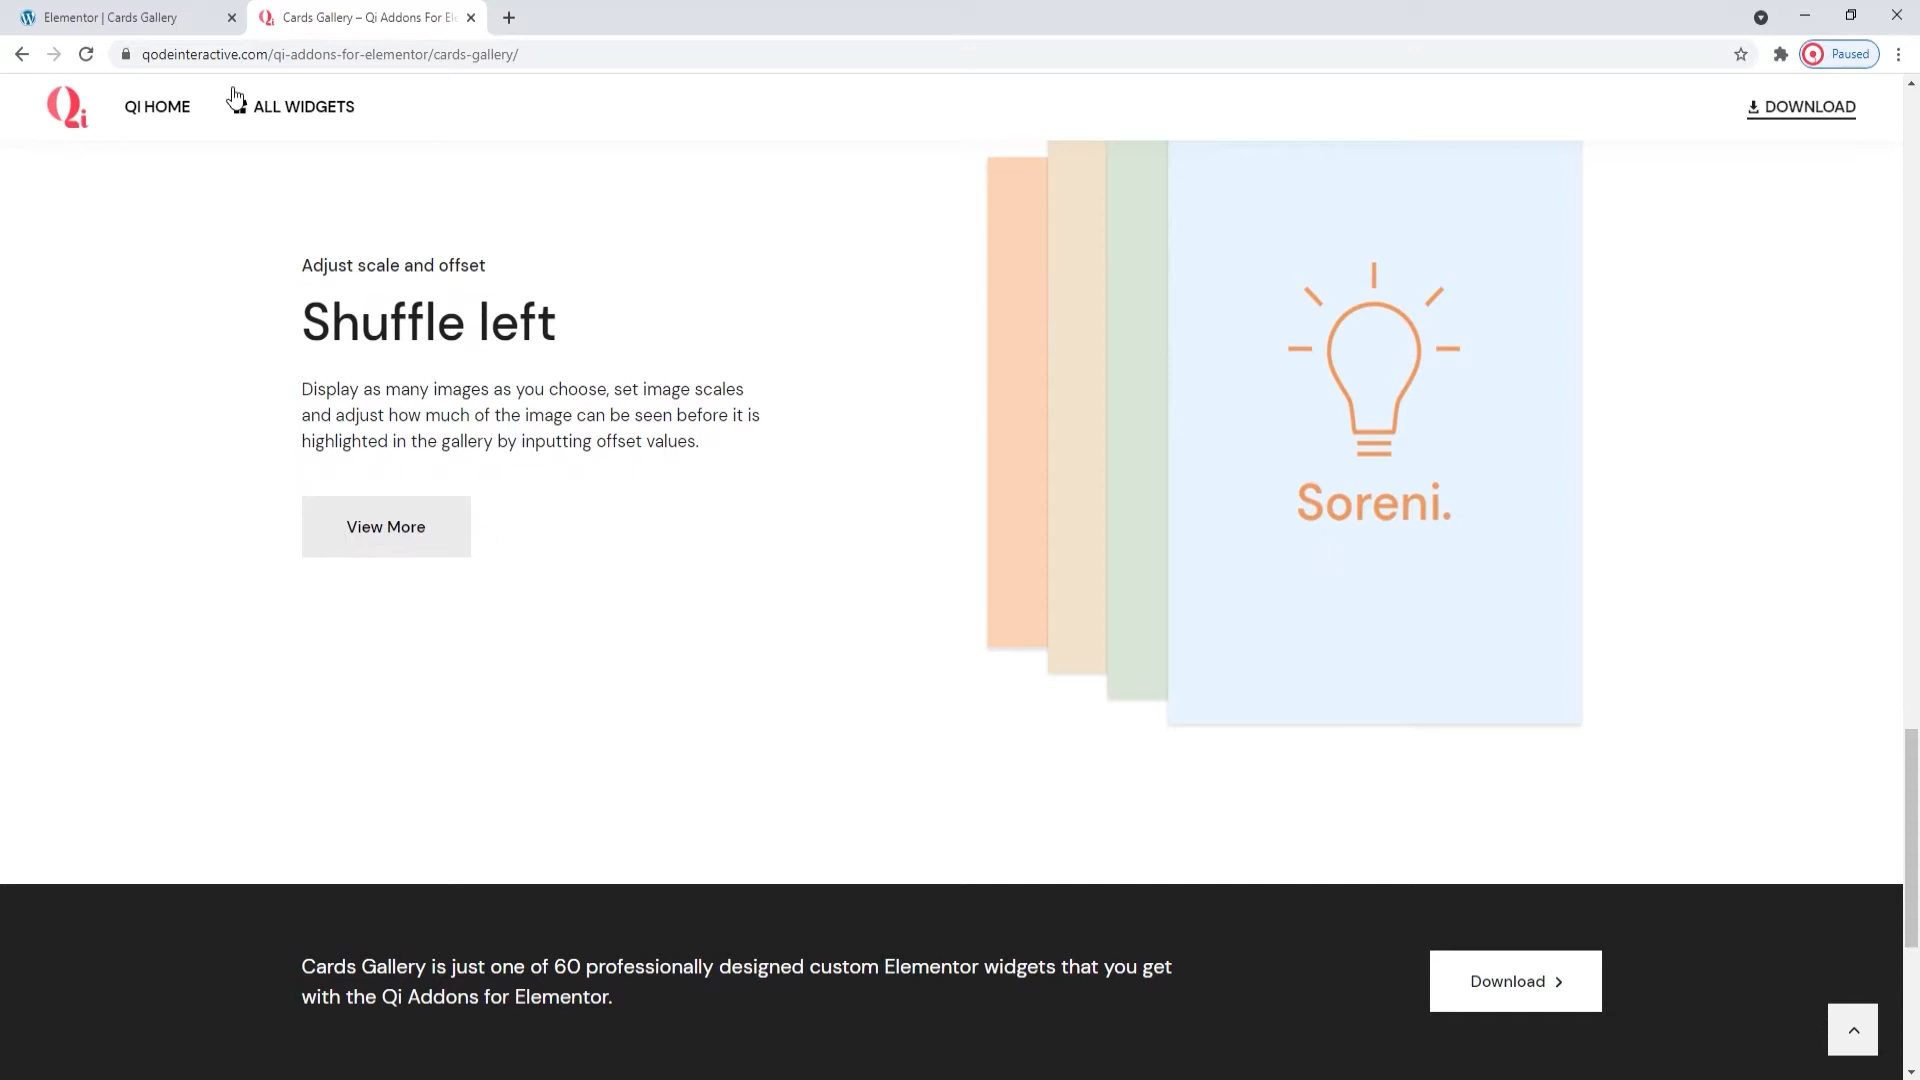 Elementor | Cards Gallery
Cards Gallery – Qi Addons For Ele
qodeinteractive.com/qi-addons-for-elementor/cards-gallery/
Paused
Qi
QI HOME
ALL WIDGETS
DOWNLOAD
Adjust scale and offset
Shuffle left
Display as many images as you choose, set image scales
and adjust how much of the image can be seen before it is
highlighted in the gallery by inputting offset values.
View More
Soreni.
Cards Gallery is just one of 60 professionally designed custom Elementor widgets that you get
with the Qi Addons for Elementor.
Download